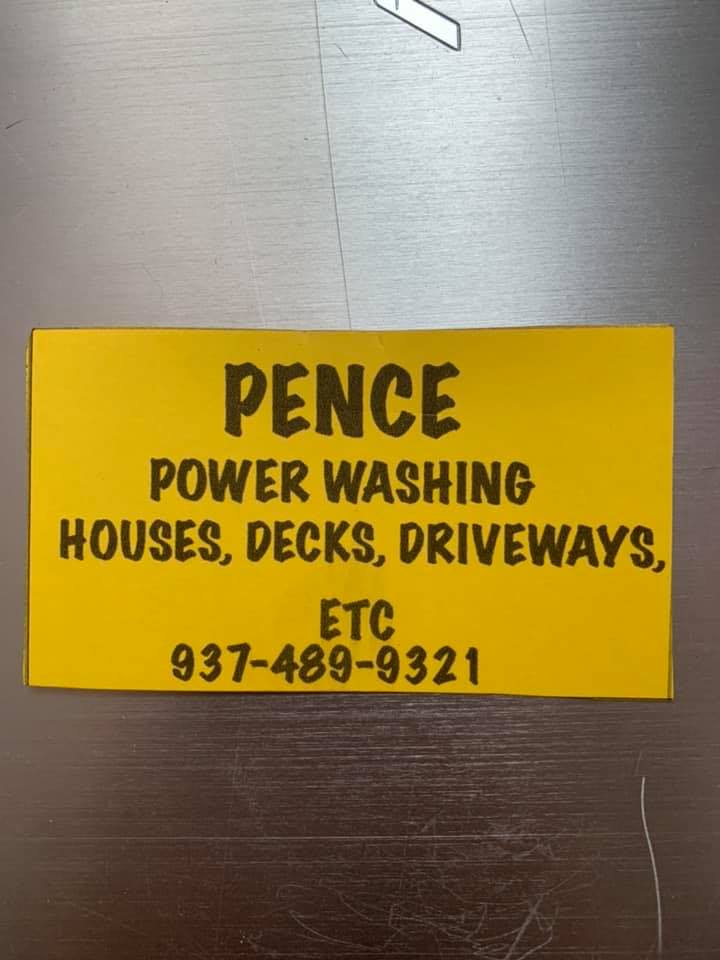 PENCE
POWER WASHING
HOUSES, DECKS, DRIVEWAYS,
ETC
937-489-9321